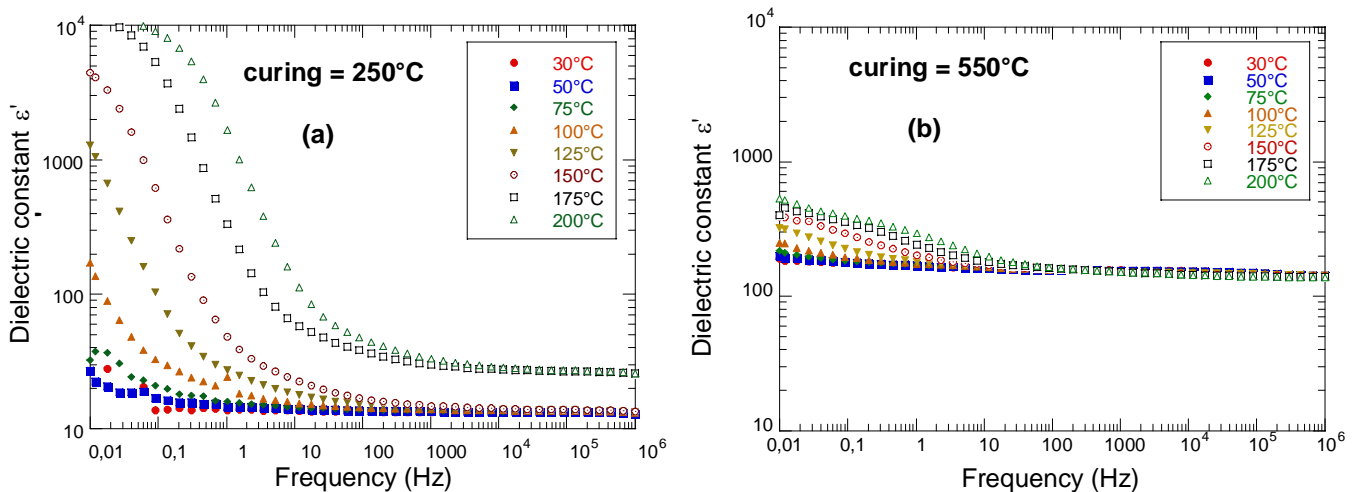 10⁴
1000
100
10
Dielectric constant ε'
curing = 250°C
(a)
30°C
50°C
75°C
100°C
125°C
150°C
175°C
200°C
0,01 0,1 1 10 100 1000 10⁴ 10⁵ 10⁶
Frequency (Hz)
10⁴
1000
100
10
Dielectric constant ε'
curing = 550°C
(b)
30°C
50°C
75°C
100°C
125°C
150°C
175°C
200°C
0,01 0,1 1 10 100 1000 10⁴ 10⁵ 10⁶
Frequency (Hz)